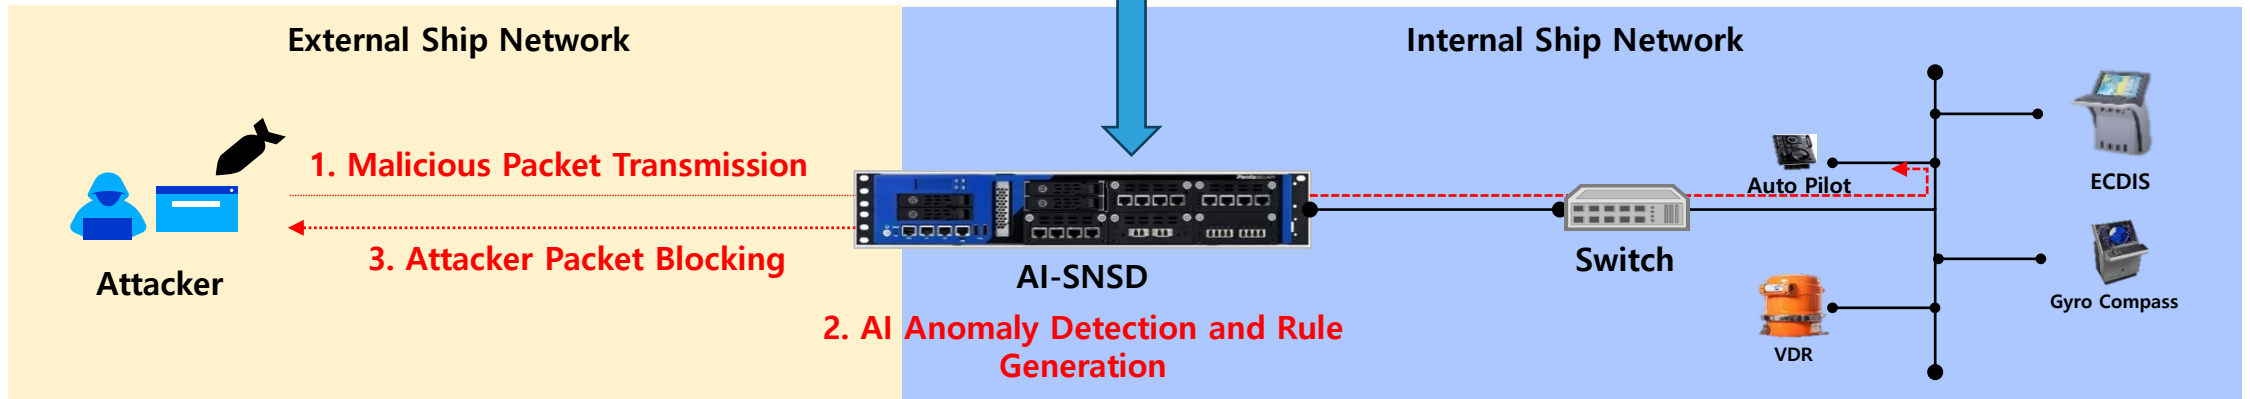 External Ship Network
Internal Ship Network
1. Malicious Packet Transmission
3. Attacker Packet Blocking
Attacker
AI-SNSD
2. AI Anomaly Detection and Rule
Generation
Switch
Auto Pilot
ECDIS
Gyro Compass
VDR